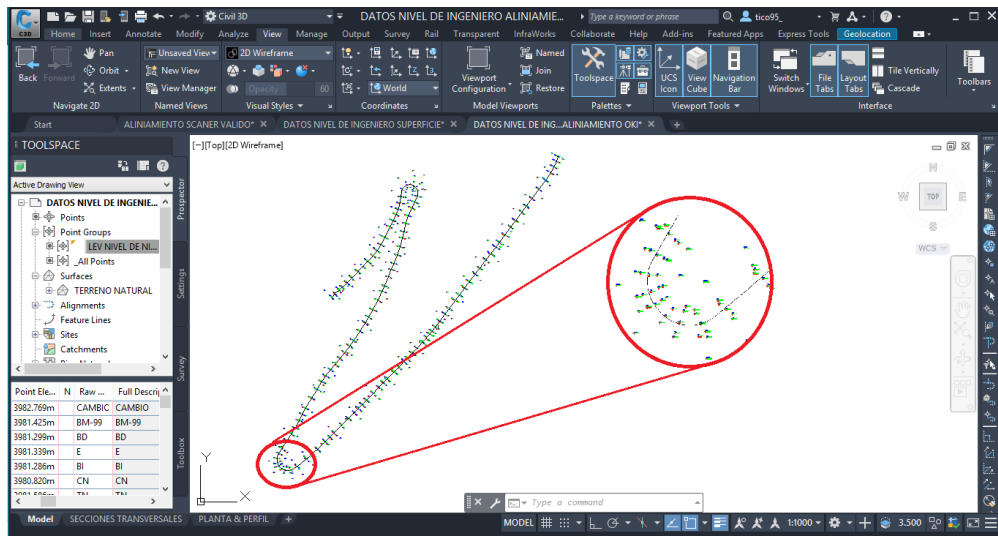 C3D Civil 3D DATOS NIVEL DE INGENIERO ALINIAMIE... Type a keyword or phrase tico95_
Home Insert Annotate Modify Analyze View Manage Output Survey Rail Transparent InfraWorks Collaborate Help Add-ins Featured Apps Express Tools Geolocation
Pan Unsaved View 2D Wireframe Named Tile Vertically
Back Forward Orbit New View Viewport Configuration Join Toolspace UCS Icon View Cube Navigation Bar Switch Windows File Tabs Layout Tabs Toolbars
Extents View Manager Opacity 60 World Restore Cascade
Navigate 2D Named Views Visual Styles Coordinates Model Viewports Palettes Viewport Tools Interface
Start ALINIAMIENTO SCANER VALIDO* DATOS NIVEL DE INGENIERO SUPERFICIE* DATOS NIVEL DE ING...ALINIAMIENTO OKI* +
TOOLSPACE
[−][Top][2D Wireframe]
Active Drawing View
DATOS NIVEL DE INGENIE...
Points
Point Groups
LEV NIVEL DE NI...
_All Points
Surfaces
TERRENO NATURAL
Alignments
Feature Lines
Sites
Catchments
Prospector
Settings
Survey
Toolbox
N
W TOP E
S
WCS
Point Ele... N Raw ... Full Descrip
3982.769m CAMBIC CAMBIO
3981.425m BM-99 BM-99
3981.299m BD BD
3981.339m E E
3981.286m BI BI
3980.820m CN CN
Y
X
Type a command
Model SECCIONES TRANSVERSALES PLANTA & PERFIL +
MODEL 1:1000 3.500